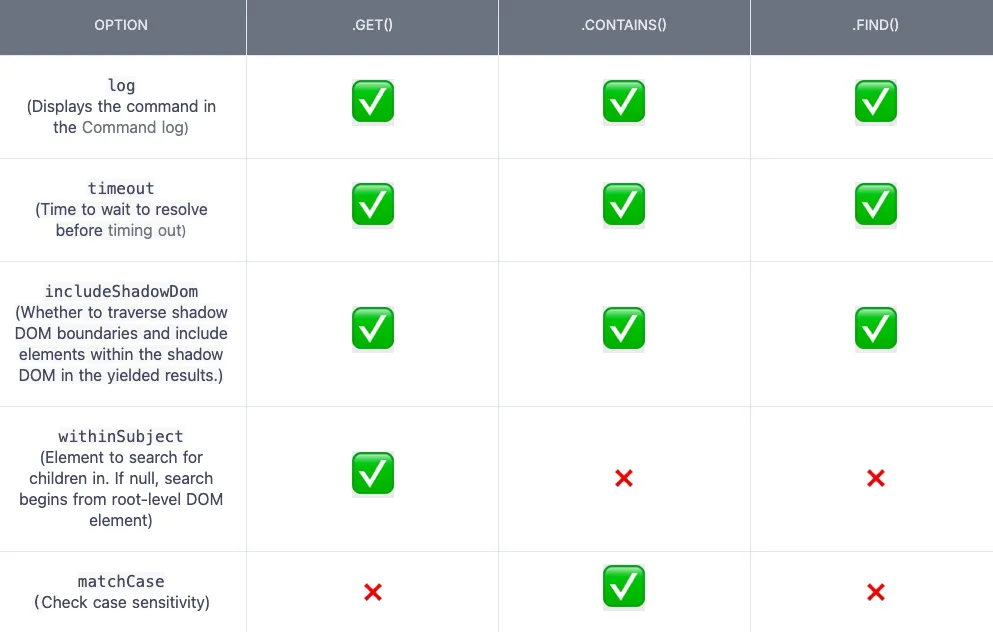 OPTION .GET() .CONTAINS() .FIND()
log
(Displays the command in
the Command log)
✅ ✅ ✅
timeout
(Time to wait to resolve
before timing out)
✅ ✅ ✅
includeShadowDom
(Whether to traverse shadow
DOM boundaries and include
elements within the shadow
DOM in the yielded results.)
✅ ✅ ✅
withinSubject
(Element to search for
children in. If null, search
begins from root-level DOM
element)
✅ ❌ ❌
matchCase
(Check case sensitivity)
❌ ✅ ❌